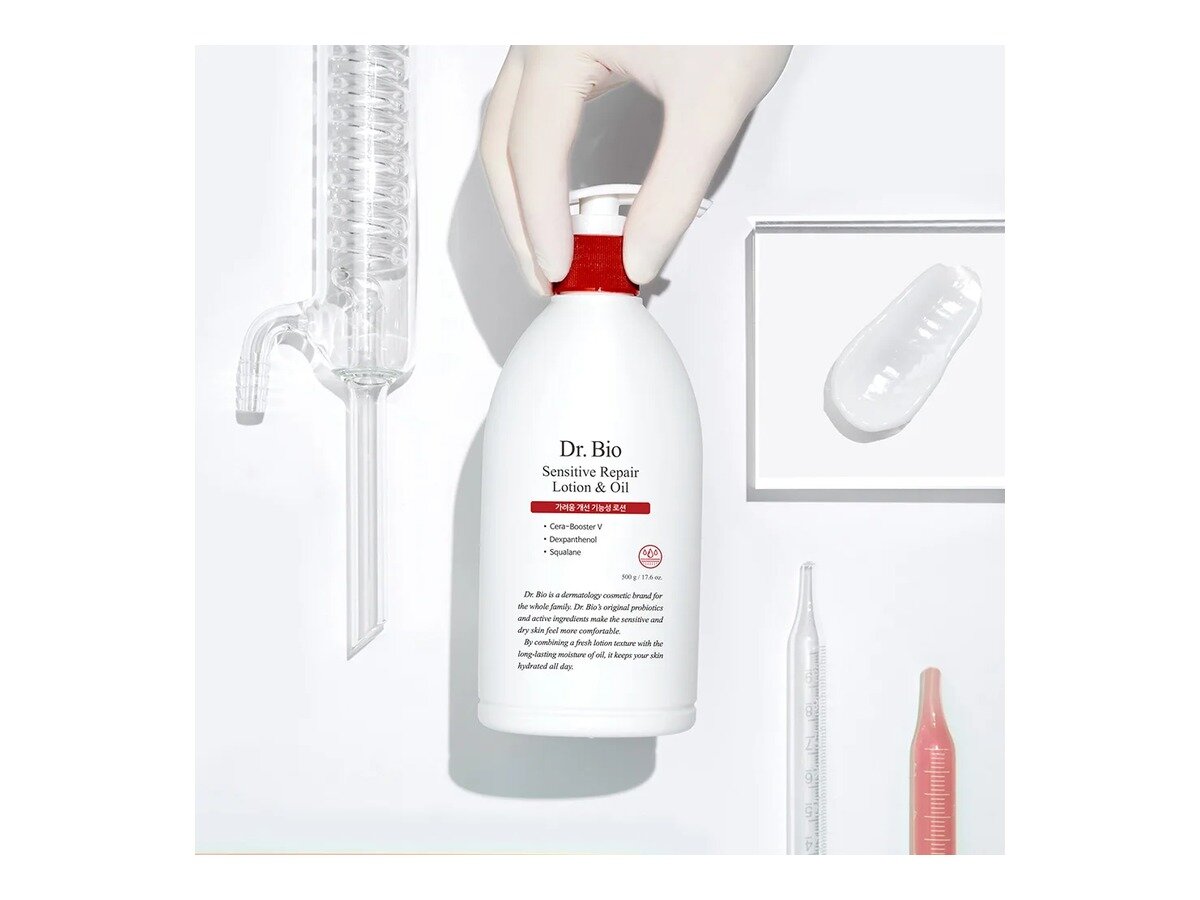 Dr. Bio
Sensitive Repair
Lotion & Oil
가려움 개선 기능성 로션
• Cera-Booster V
• Dexpanthenol
• Squalane
500 g / 17.6 oz.
Dr. Bio is a dermatology cosmetic brand for
the whole family. Dr. Bio's original probiotics
and active ingredients make the sensitive and
dry skin feel more comfortable.
By combining a fresh lotion texture with the
long-lasting moisture of oil, it keeps your skin
hydrated all day.